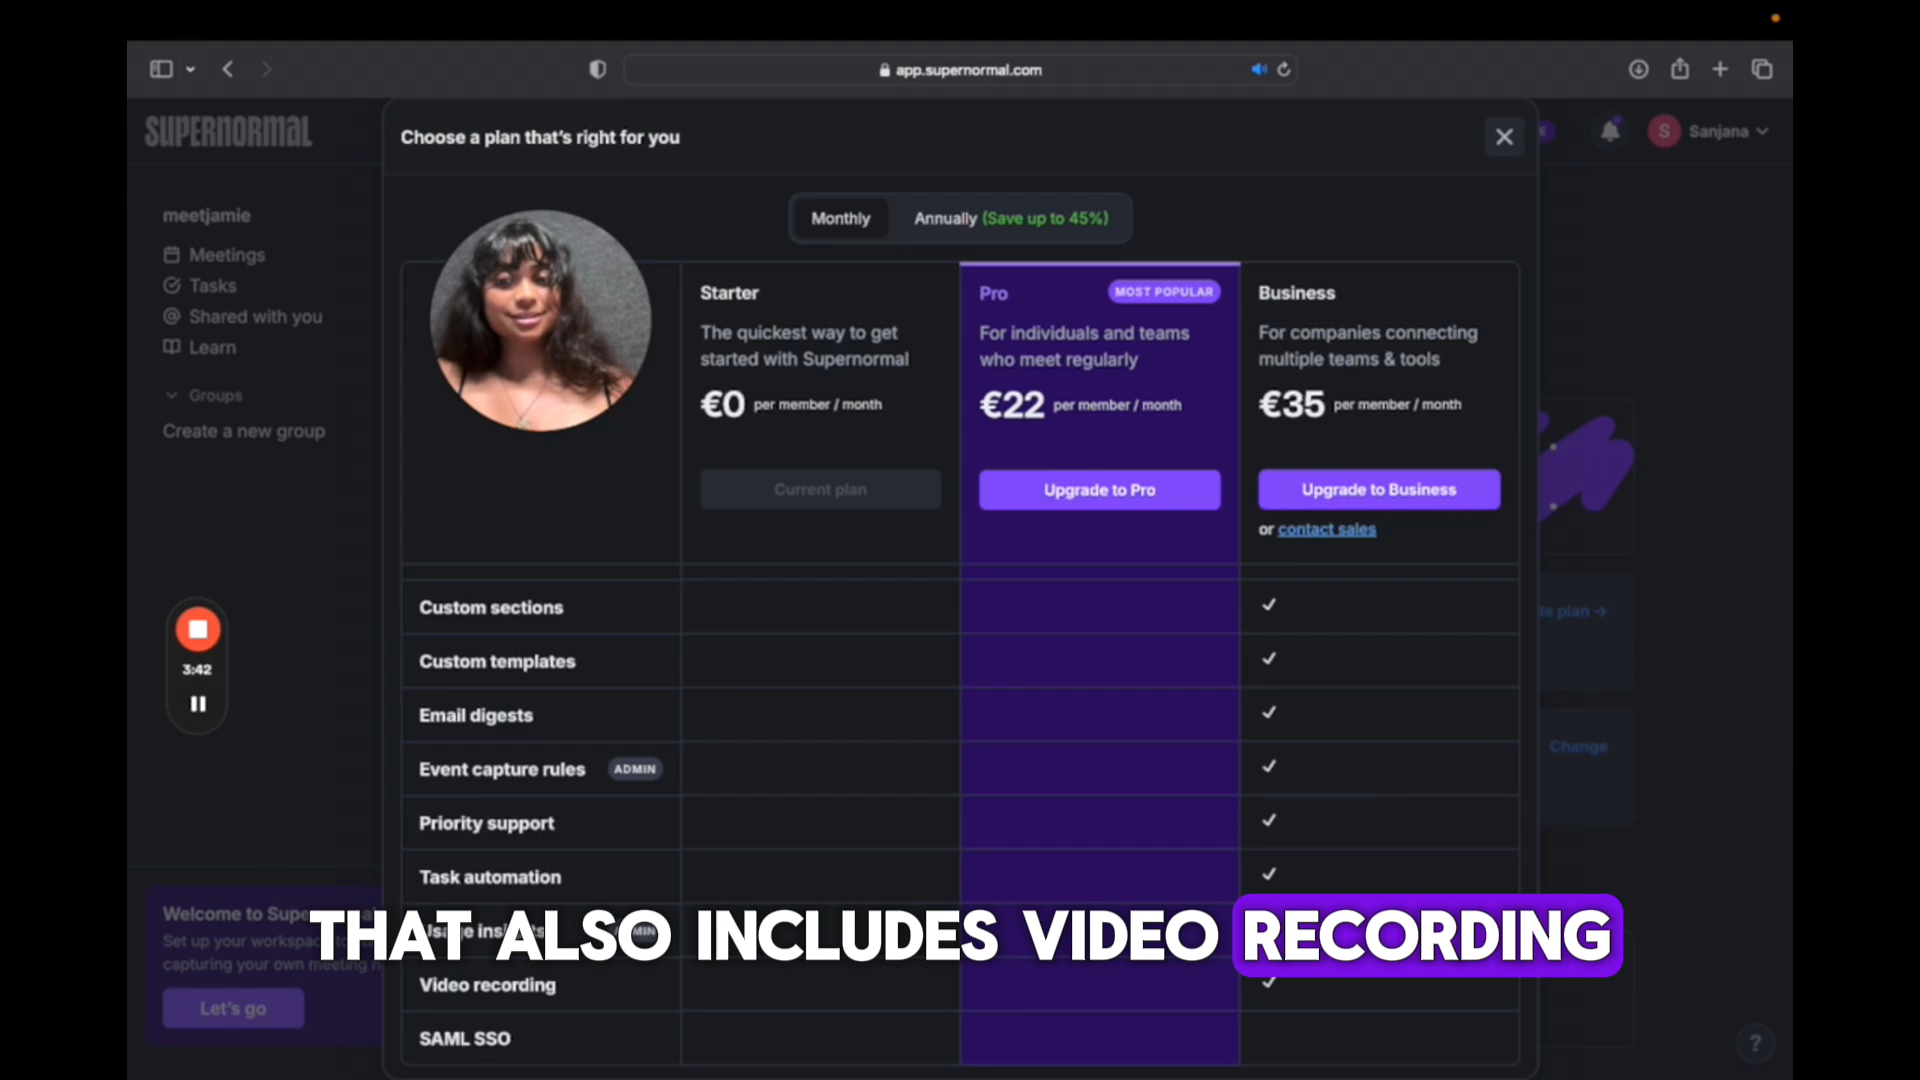 app.supernormal.com
SUPERNORMAL
Choose a plan that's right for you
S Sanjana
meetjamie
Monthly
Annually (Save up to 45%)
Meetings
Tasks
Shared with you
Learn
Groups
Create a new group
Starter
The quickest way to get
started with Supernormal
€0 per member / month
Current plan
Pro
MOST POPULAR
For individuals and teams
who meet regularly
€22 per member / month
Upgrade to Pro
Business
For companies connecting
multiple teams & tools
€35 per member / month
Upgrade to Business
or contact sales
Custom sections
Custom templates
Email digests
Event capture rules ADMIN
Priority support
Task automation
Video recording
SAML SSO
plan →
Change
3:42
Welcome to
Set up your
capturing your own meeting
Let's go
THAT ALSO INCLUDES VIDEO RECORDING
?